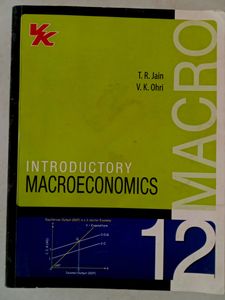 VK
T. R. Jain
V. K. Ohri
INTRODUCTORY
MACROECONOMICS
MACRO
12